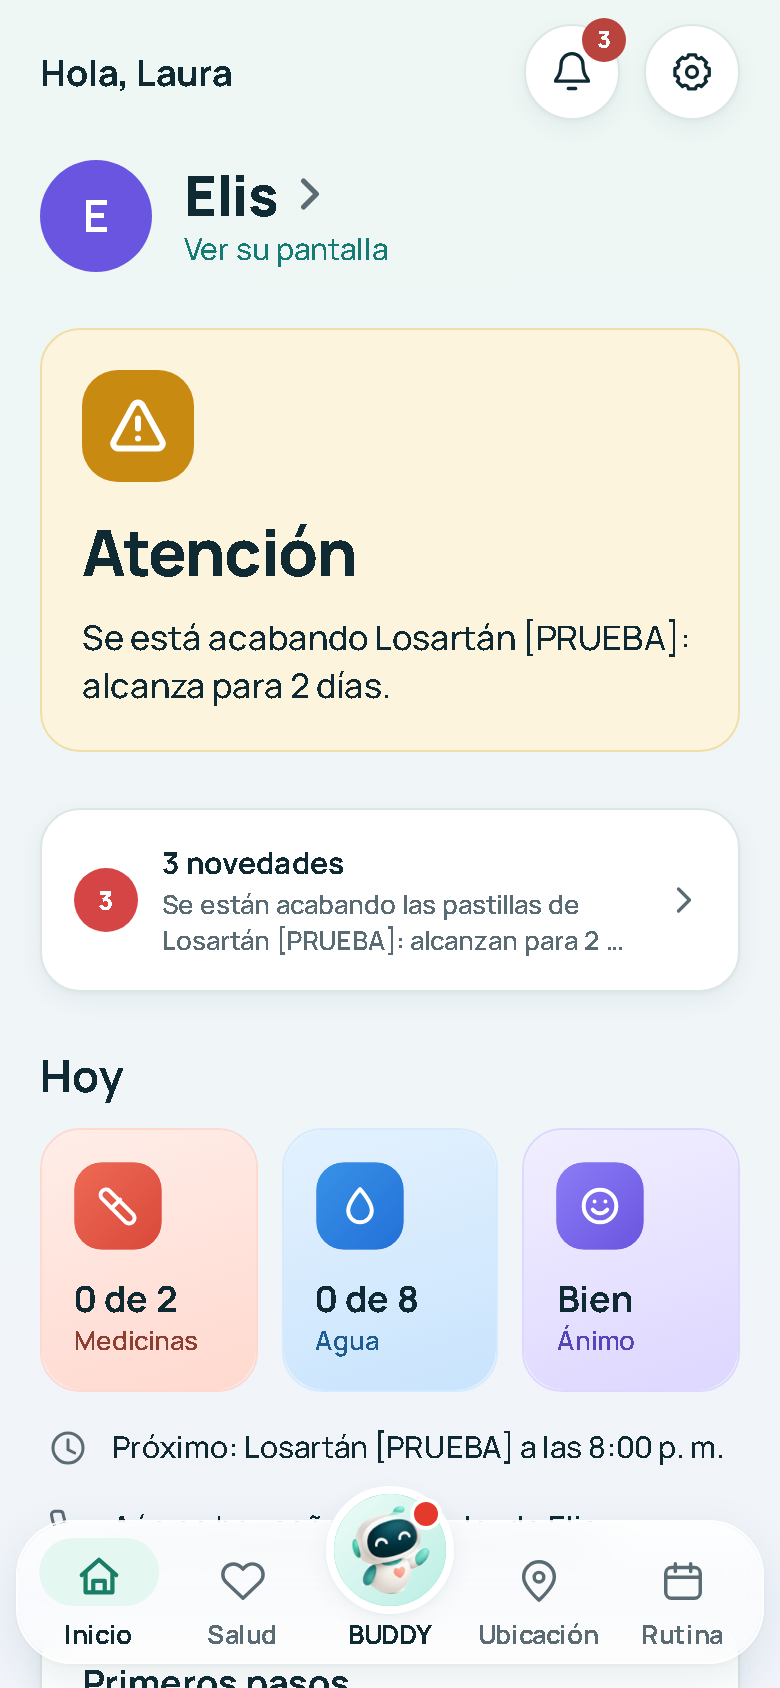 Hola, Laura
3
E
Elis
Ver su pantalla
Atención
Se está acabando Losartán [PRUEBA]:
alcanza para 2 días.
3
3 novedades
Se están acabando las pastillas de
Losartán [PRUEBA]: alcanzan para 2 ...
Hoy
0 de 2
Medicinas
0 de 8
Agua
Bien
Ánimo
Próximo: Losartán [PRUEBA] a las 8:00 p. m.
Inicio
Salud
BUDDY
Ubicación
Rutina
Primeros pasos